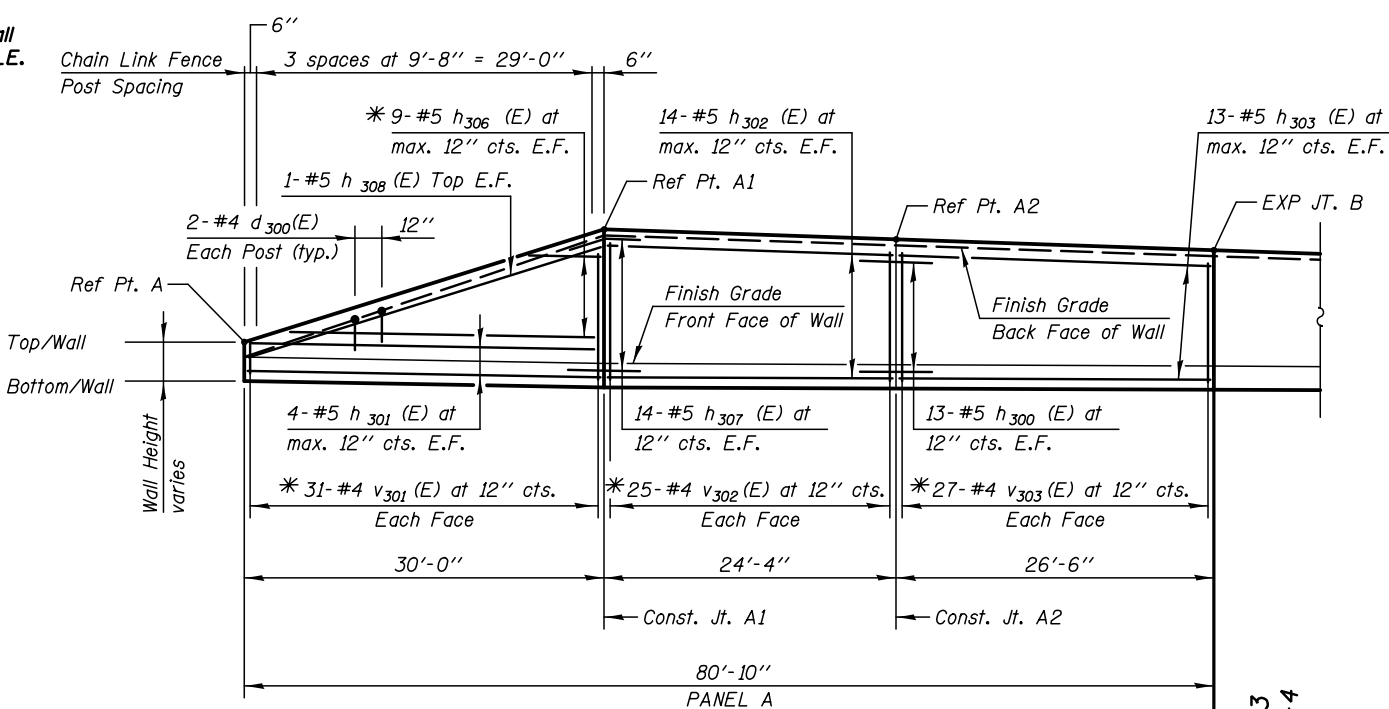 all
LE.
6"
Chain Link Fence
Post Spacing
3 spaces at 9'-8" = 29'-0"
6"
* 9-#5 h306 (E) at
max. 12" cts. E.F.
14-#5 h302 (E) at
max. 12" cts. E.F.
13-#5 h303 (E) at
max. 12" cts. E.F.
1-#5 h 308 (E) Top E.F.
Ref Pt. A1
Ref Pt. A2
EXP JT. B
2-#4 d300(E)
Each Post (typ.)
12"
Ref Pt. A
Finish Grade
Front Face of Wall
Finish Grade
Back Face of Wall
Top/Wall
Bottom/Wall
Wall Height
varies
4-#5 h301 (E) at
max. 12" cts. E.F.
14-#5 h307 (E) at
12" cts. E.F.
13-#5 h300 (E) at
12" cts. E.F.
* 31-#4 v301 (E) at 12" cts.
Each Face
* 25-#4 v302 (E) at 12" cts.
Each Face
* 27-#4 v303 (E) at 12" cts.
Each Face
30'-0"
24'-4"
26'-6"
Const. Jt. A1
Const. Jt. A2
80'-10"
PANEL A
3
4